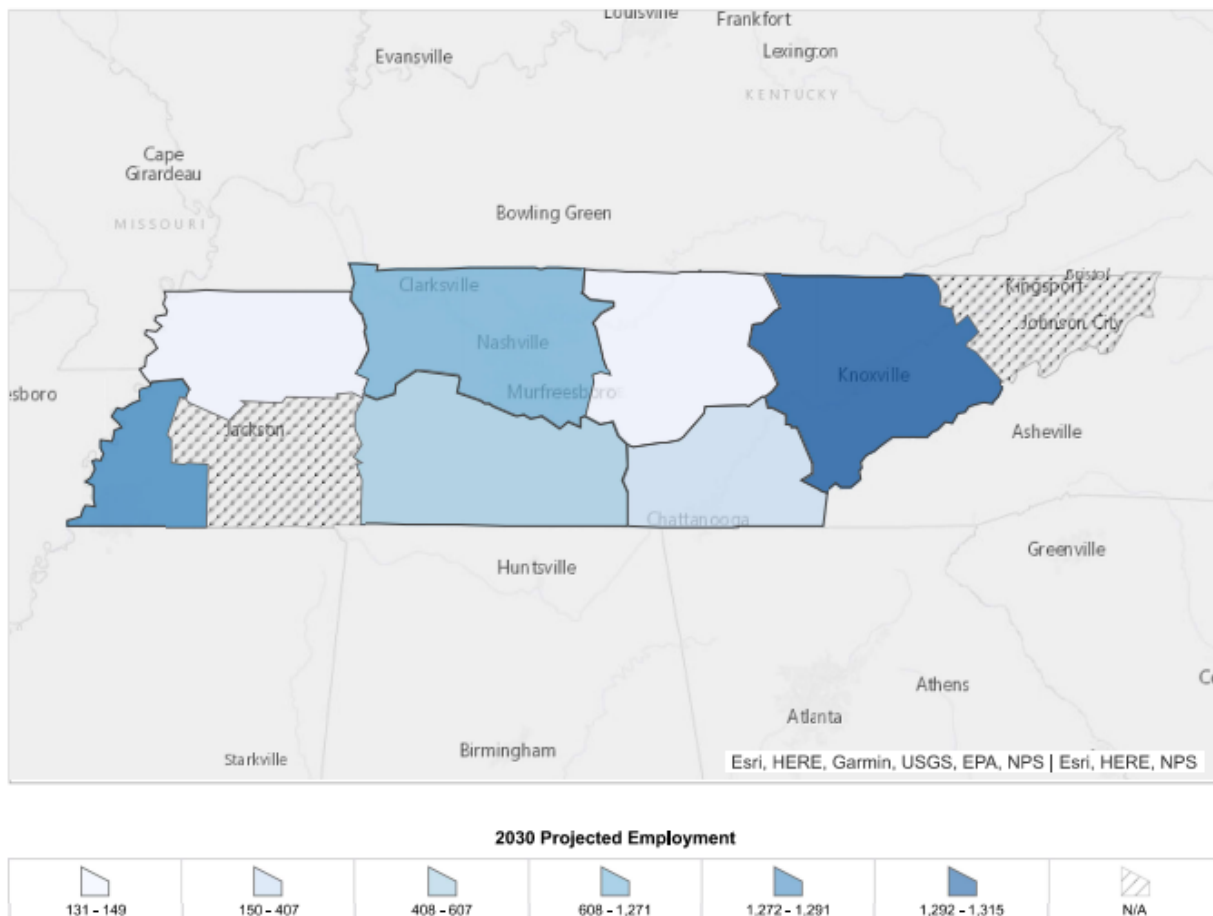 Louisville
Frankfort
Evansville
Lexington
KENTUCKY
Cape
Girardeau
MISSOURI
Bowling Green
Bristol
Clarksville
Kingsport
Johnson City
Nashville
Knoxville
Murfreesboro
esboro
Jackson
Asheville
Chattanooga
Greenville
Huntsville
Athens
Atlanta
Birmingham
Starkville
Esri, HERE, Garmin, USGS, EPA, NPS | Esri, HERE, NPS
2030 Projected Employment
131 - 149
150 - 407
408 - 607
608 - 1,271
1,272 - 1,291
1,292 - 1,315
N/A